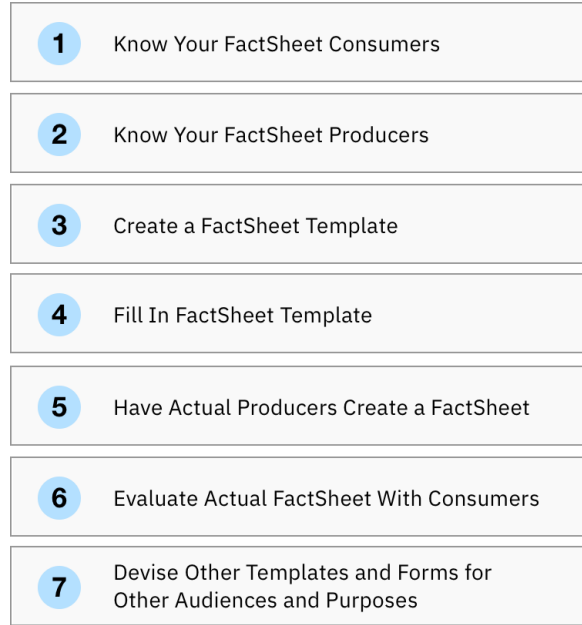 1 Know Your FactSheet Consumers
2 Know Your FactSheet Producers
3 Create a FactSheet Template
4 Fill In FactSheet Template
5 Have Actual Producers Create a FactSheet
6 Evaluate Actual FactSheet With Consumers
7 Devise Other Templates and Forms for
Other Audiences and Purposes